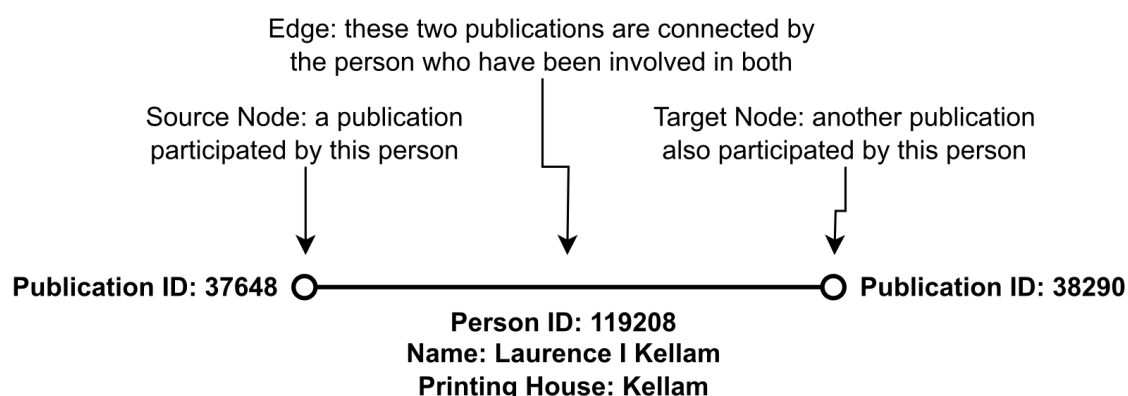 Edge: these two publications are connected by
the person who have been involved in both
Source Node: a publication
participated by this person
Target Node: another publication
also participated by this person
Publication ID: 37648
Publication ID: 38290
Person ID: 119208
Name: Laurence I Kellam
Printing House: Kellam